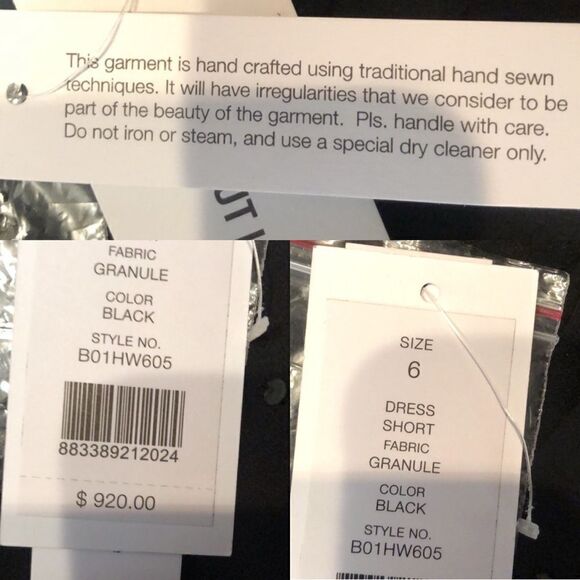 This garment is hand crafted using traditional hand sewn
techniques. It will have irregularities that we consider to be
part of the beauty of the garment.  Pls. handle with care.
Do not iron or steam, and use a special dry cleaner only.
FABRIC
GRANULE
COLOR
BLACK
STYLE NO.
B01HW605
883389212024
$ 920.00
SIZE
6
DRESS
SHORT
FABRIC
GRANULE
COLOR
BLACK
STYLE NO.
B01HW605